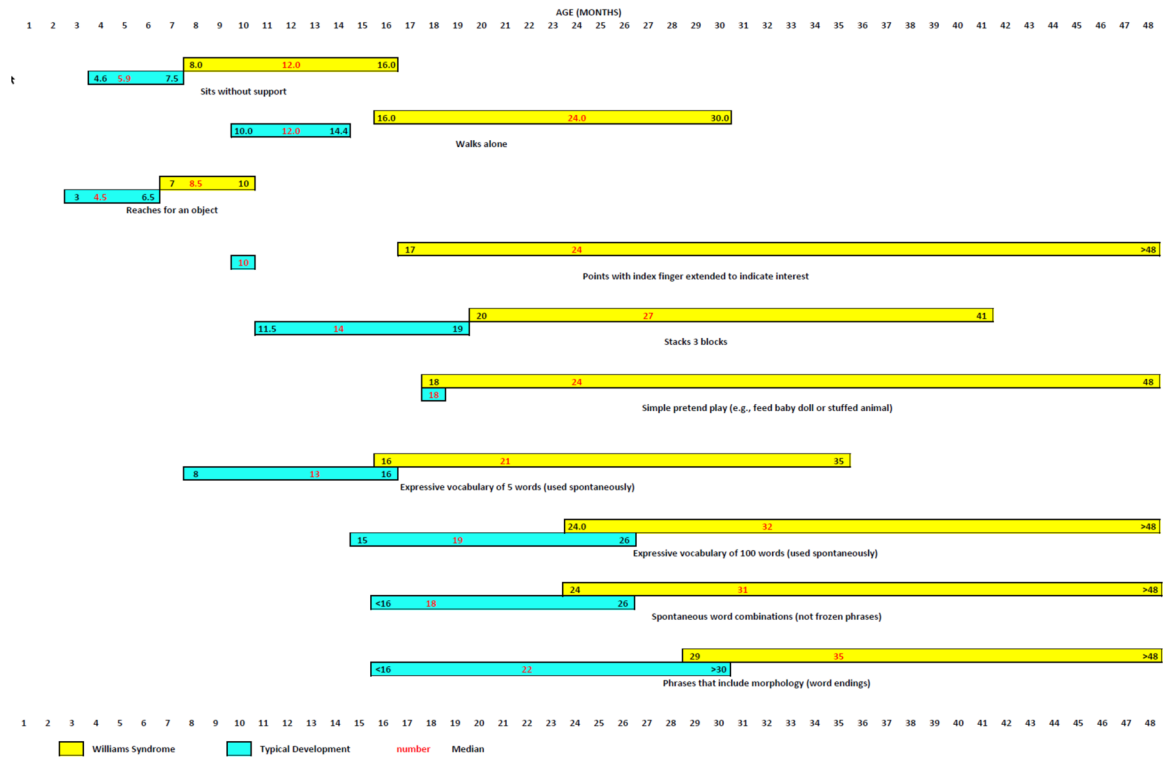 AGE (MONTHS)
1 2 3 4 5 6 7 8 9 10 11 12 13 14 15 16 17 18 19 20 21 22 23 24 25 26 27 28 29 30 31 32 33 34 35 36 37 38 39 40 41 42 43 44 45 46 47 48
8.0 12.0 16.0
4.6 5.9 7.5
Sits without support
16.0 24.0 30.0
10.0 12.0 14.4
Walks alone
7 8.5 10
3 4.5 6.5
Reaches for an object
17 24 >48
10
Points with index finger extended to indicate interest
20 27 41
11.5 14 19
Stacks 3 blocks
18 24 48
18
Simple pretend play (e.g., feed baby doll or stuffed animal)
16 21 35
8 13 16
Expressive vocabulary of 5 words (used spontaneously)
24.0 32 >48
15 19 26
Expressive vocabulary of 100 words (used spontaneously)
24 31 >48
<16 18 26
Spontaneous word combinations (not frozen phrases)
29 35 >48
<16 22 >30
Phrases that include morphology (word endings)
1 2 3 4 5 6 7 8 9 10 11 12 13 14 15 16 17 18 19 20 21 22 23 24 25 26 27 28 29 30 31 32 33 34 35 36 37 38 39 40 41 42 43 44 45 46 47 48
Williams Syndrome Typical Development number Median